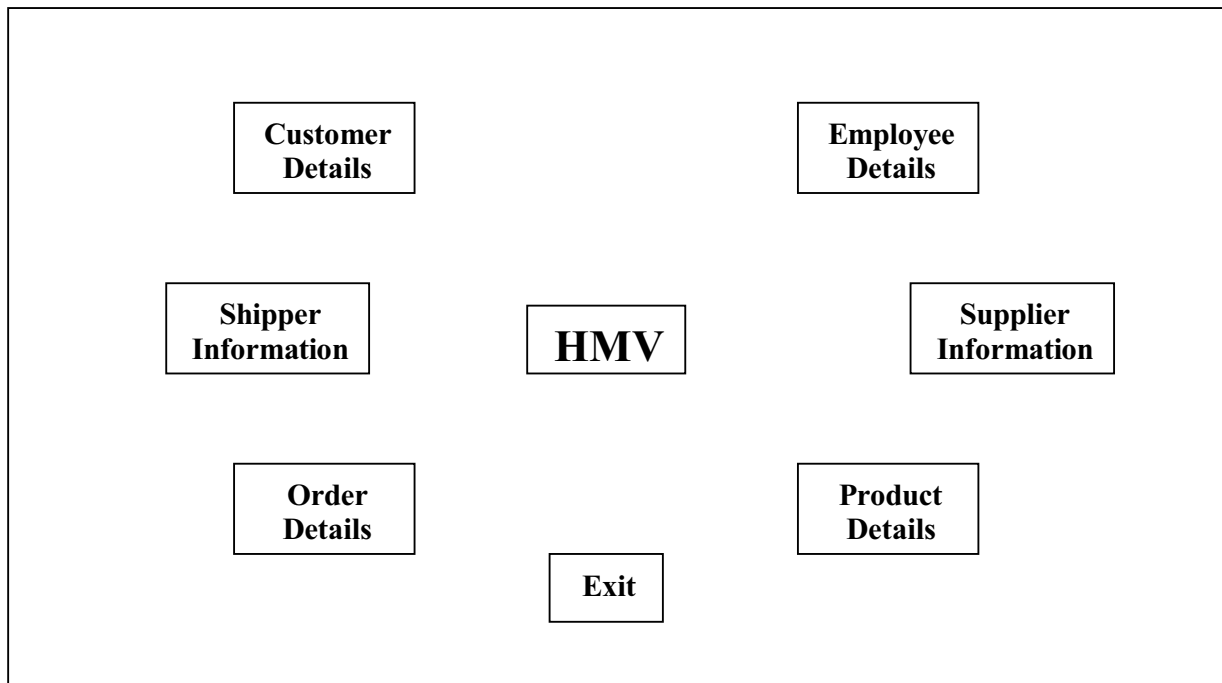 Customer
Details
Employee
Details
Shipper
Information
HMV
Supplier
Information
Order
Details
Product
Details
Exit